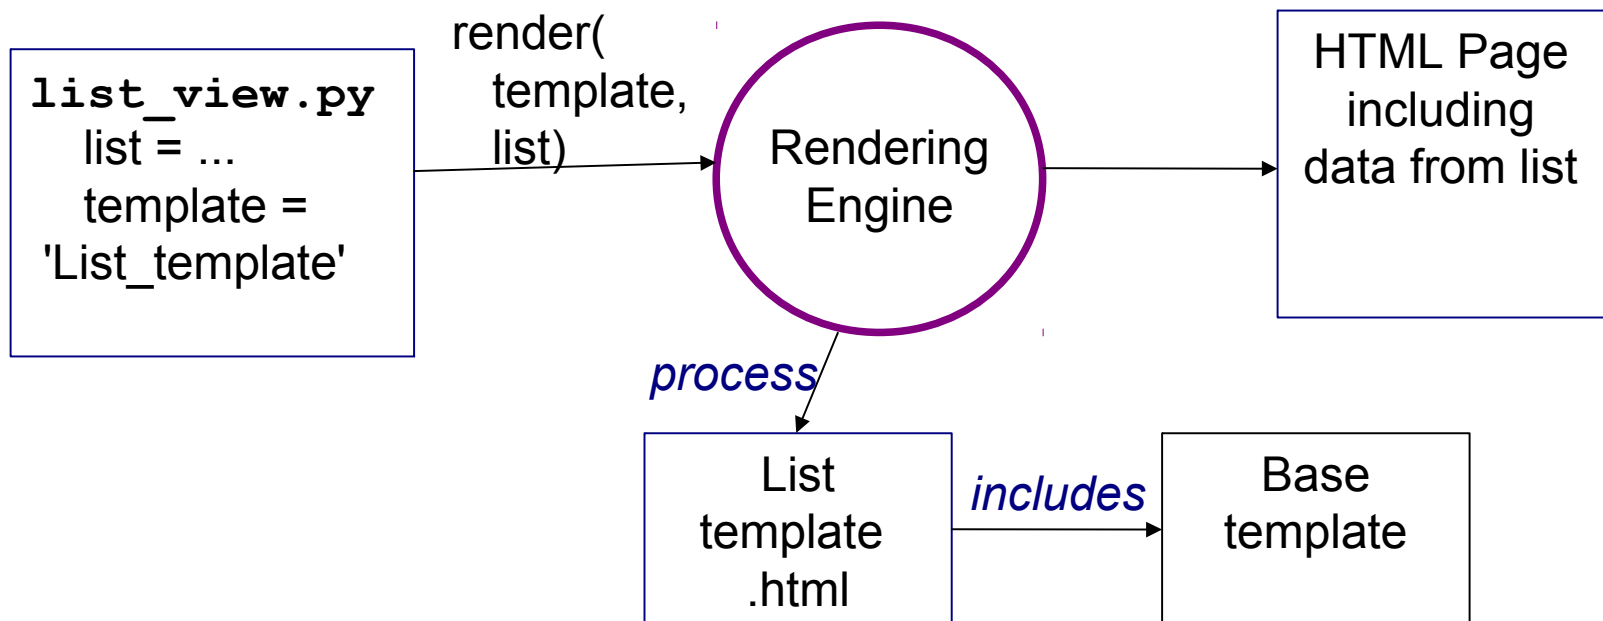 list_view.py
list = ...
template =
'List_template'
render(
template,
list)
Rendering
Engine
HTML Page
including
data from list
process
List
template
.html
includes
Base
template